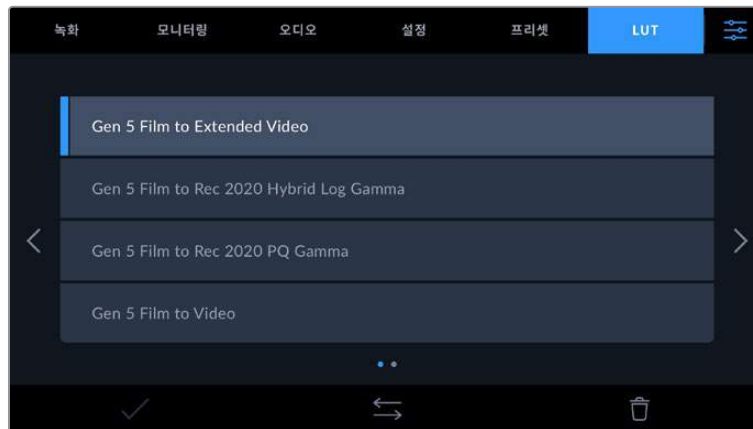 녹화 모니터링 오디오 설정 프리셋 LUT
Gen 5 Film to Extended Video
Gen 5 Film to Rec 2020 Hybrid Log Gamma
Gen 5 Film to Rec 2020 PQ Gamma
Gen 5 Film to Video